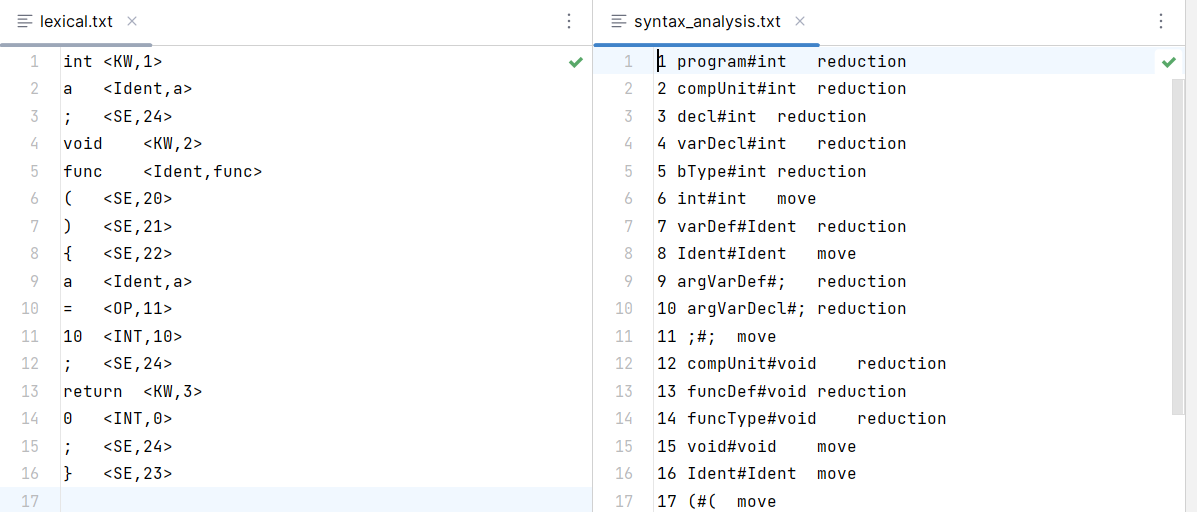 lexical.txt
1 int <KW,1>
2 a <Ident,a>
3 ; <SE,24>
4 void <KW,2>
5 func <Ident,func>
6 ( <SE,20>
7 ) <SE,21>
8 { <SE,22>
9 a <Ident,a>
10 = <OP,11>
11 10 <INT,10>
12 ; <SE,24>
13 return <KW,3>
14 0 <INT,0>
15 ; <SE,24>
16 } <SE,23>
17
syntax_analysis.txt
1 1 program#int reduction
2 2 compUnit#int reduction
3 3 decl#int reduction
4 4 varDecl#int reduction
5 5 bType#int reduction
6 6 int#int move
7 7 varDef#Ident reduction
8 8 Ident#Ident move
9 9 argVarDef#; reduction
10 10 argVarDecl#; reduction
11 11 ;#; move
12 12 compUnit#void reduction
13 13 funcDef#void reduction
14 14 funcType#void reduction
15 15 void#void move
16 16 Ident#Ident move
17 17 (#( move